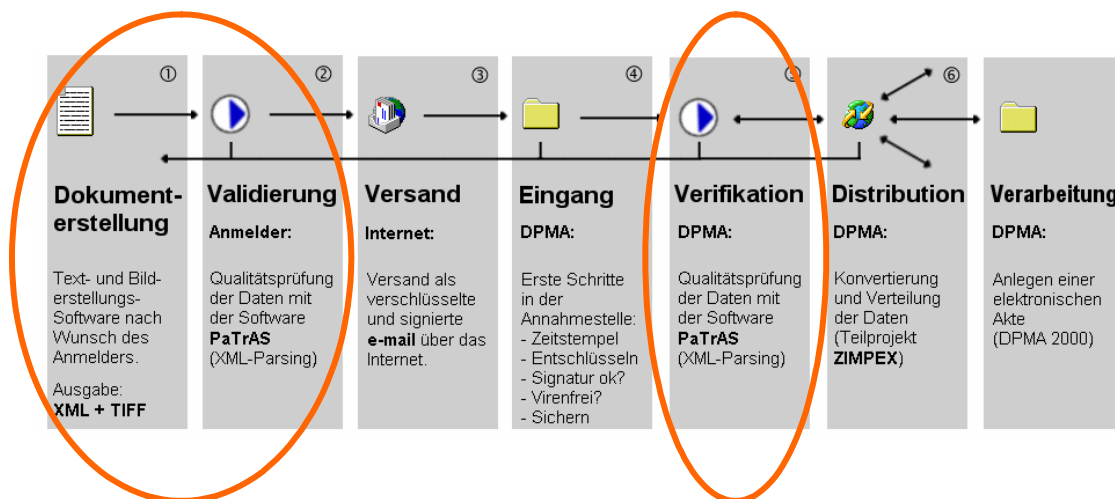 ①
Dokument-
erstellung
Text- und Bild-
erstellungs-
Software nach
Wunsch des
Anmelders.
Ausgabe:
XML + TIFF
②
Validierung
Anmelder:
Qualitätsprüfung
der Daten mit
der Software
PaTrAS
(XML-Parsing)
③
Versand
Internet:
Versand als
verschlüsselte
und signierte
e-mail über das
Internet.
④
Eingang
DPMA:
Erste Schritte
in der
Annahmestelle:
- Zeitstempel
- Entschlüsseln
- Signatur ok?
- Virenfrei?
- Sichern
⑤
Verifikation
DPMA:
Qualitätsprüfung
der Daten mit
der Software
PaTrAS
(XML-Parsing)
⑥
Distribution
DPMA:
Konvertierung
und Verteilung
der Daten
(Teilprojekt
ZIMPEX)
Verarbeitung
DPMA:
Anlegen einer
elektronischen
Akte
(DPMA 2000)